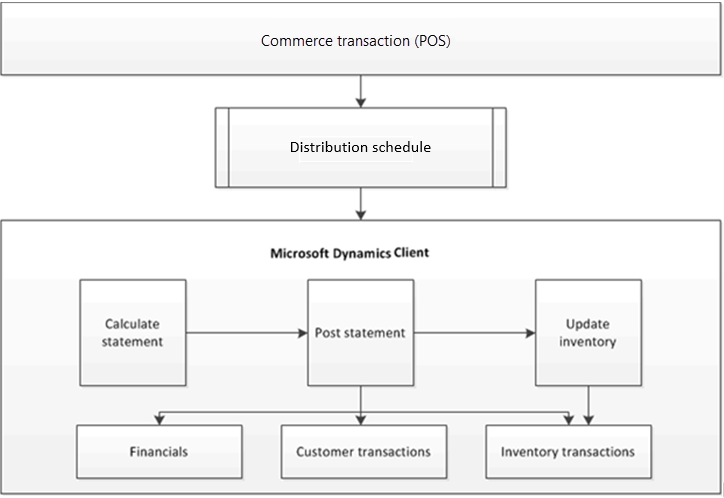 Commerce transaction (POS)
Distribution schedule
Microsoft Dynamics Client
Calculate
statement
Post statement
Update
inventory
Financials
Customer transactions
Inventory transactions